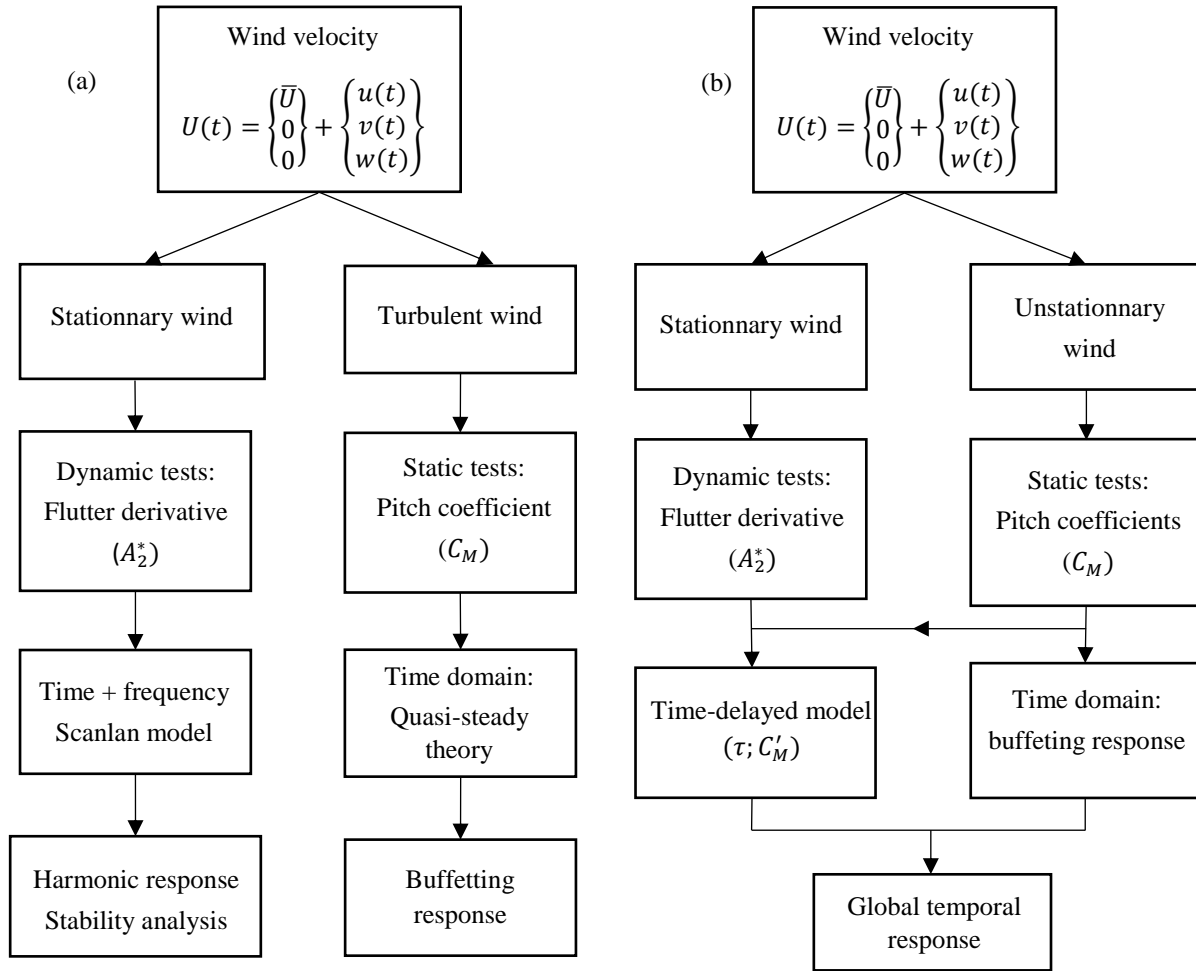 (a)
Wind velocity
U(t) = {U̅ 0 0} + {u(t) v(t) w(t)}
Stationnary wind
Turbulent wind
Dynamic tests:
Flutter derivative
(A₂*)
Static tests:
Pitch coefficient
(C_M)
Time + frequency
Scanlan model
Time domain:
Quasi-steady
theory
Harmonic response
Stability analysis
Buffetting
response
(b)
Wind velocity
U(t) = {U̅ 0 0} + {u(t) v(t) w(t)}
Stationnary wind
Unstationnary
wind
Dynamic tests:
Flutter derivative
(A₂*)
Static tests:
Pitch coefficients
(C_M)
Time-delayed model
(τ; C′_M)
Time domain:
buffeting response
Global temporal
response